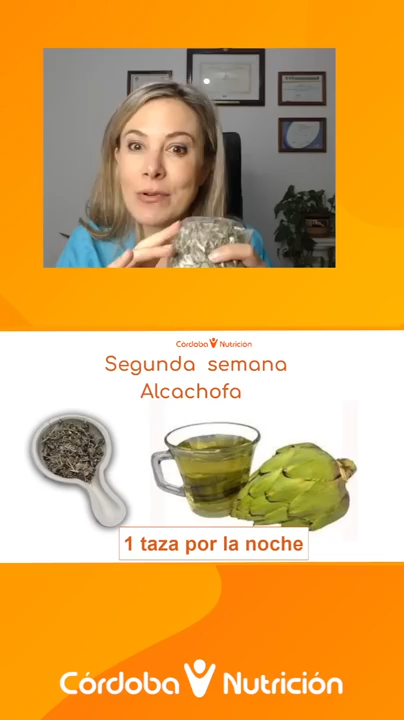 Córdoba Nutrición
Segunda semana
Alcachofa
1 taza por la noche
Córdoba Nutrición